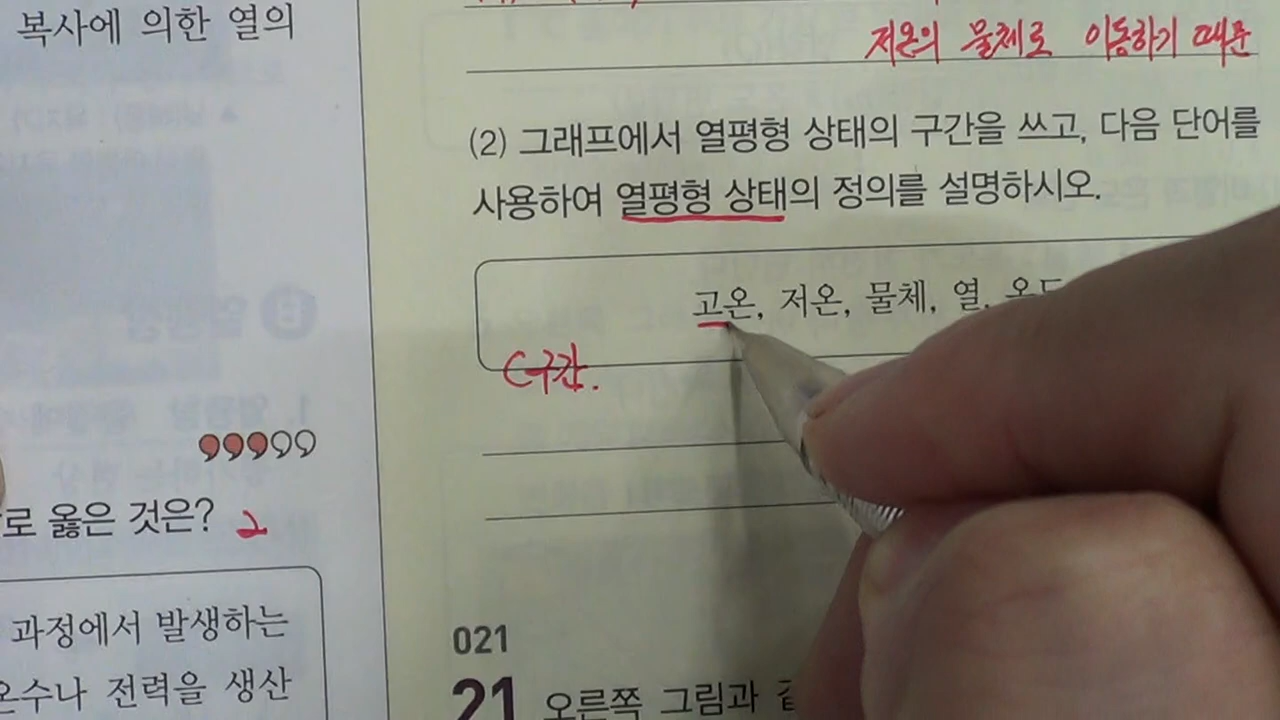 복사에 의한 열의
로 옳은 것은? 2
과정에서 발생하는
온수나 전력을 생산
저온의 물체로 이동하기 때문
(2) 그래프에서 열평형 상태의 구간을 쓰고, 다음 단어를
사용하여 열평형 상태의 정의를 설명하시오.
고온, 저온, 물체, 열,
C구간.
021
21 오른쪽 그림과